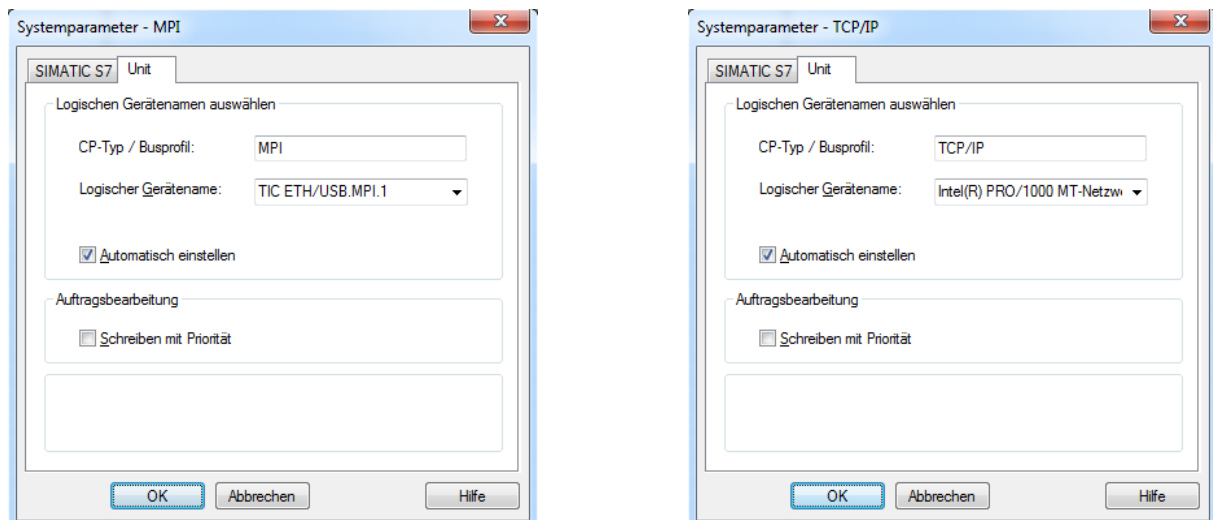 Systemparameter - MPI
SIMATIC S7 Unit
Logischen Gerätenamen auswählen
CP-Typ / Busprofil: MPI
Logischer Gerätename: TIC ETH/USB.MPI.1
Automatisch einstellen
Auftragsbearbeitung
Schreiben mit Priorität
OK Abbrechen Hilfe
Systemparameter - TCP/IP
SIMATIC S7 Unit
Logischen Gerätenamen auswählen
CP-Typ / Busprofil: TCP/IP
Logischer Gerätename: Intel(R) PRO/1000 MT-Netzw
Automatisch einstellen
Auftragsbearbeitung
Schreiben mit Priorität
OK Abbrechen Hilfe